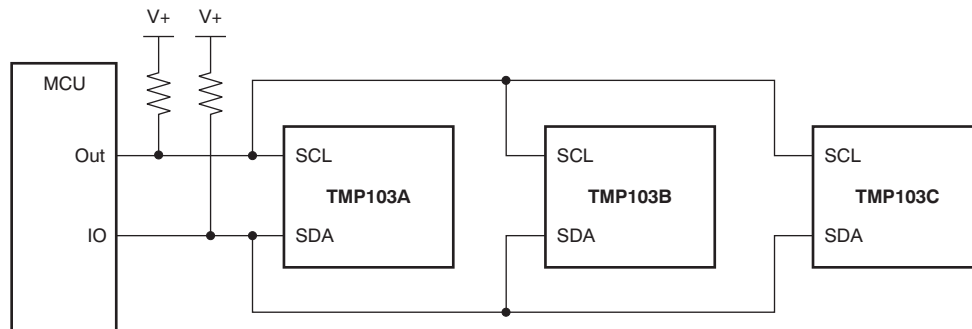 V+ V+
MCU
Out SCL SCL SCL
TMP103A TMP103B TMP103C
IO SDA SDA SDA